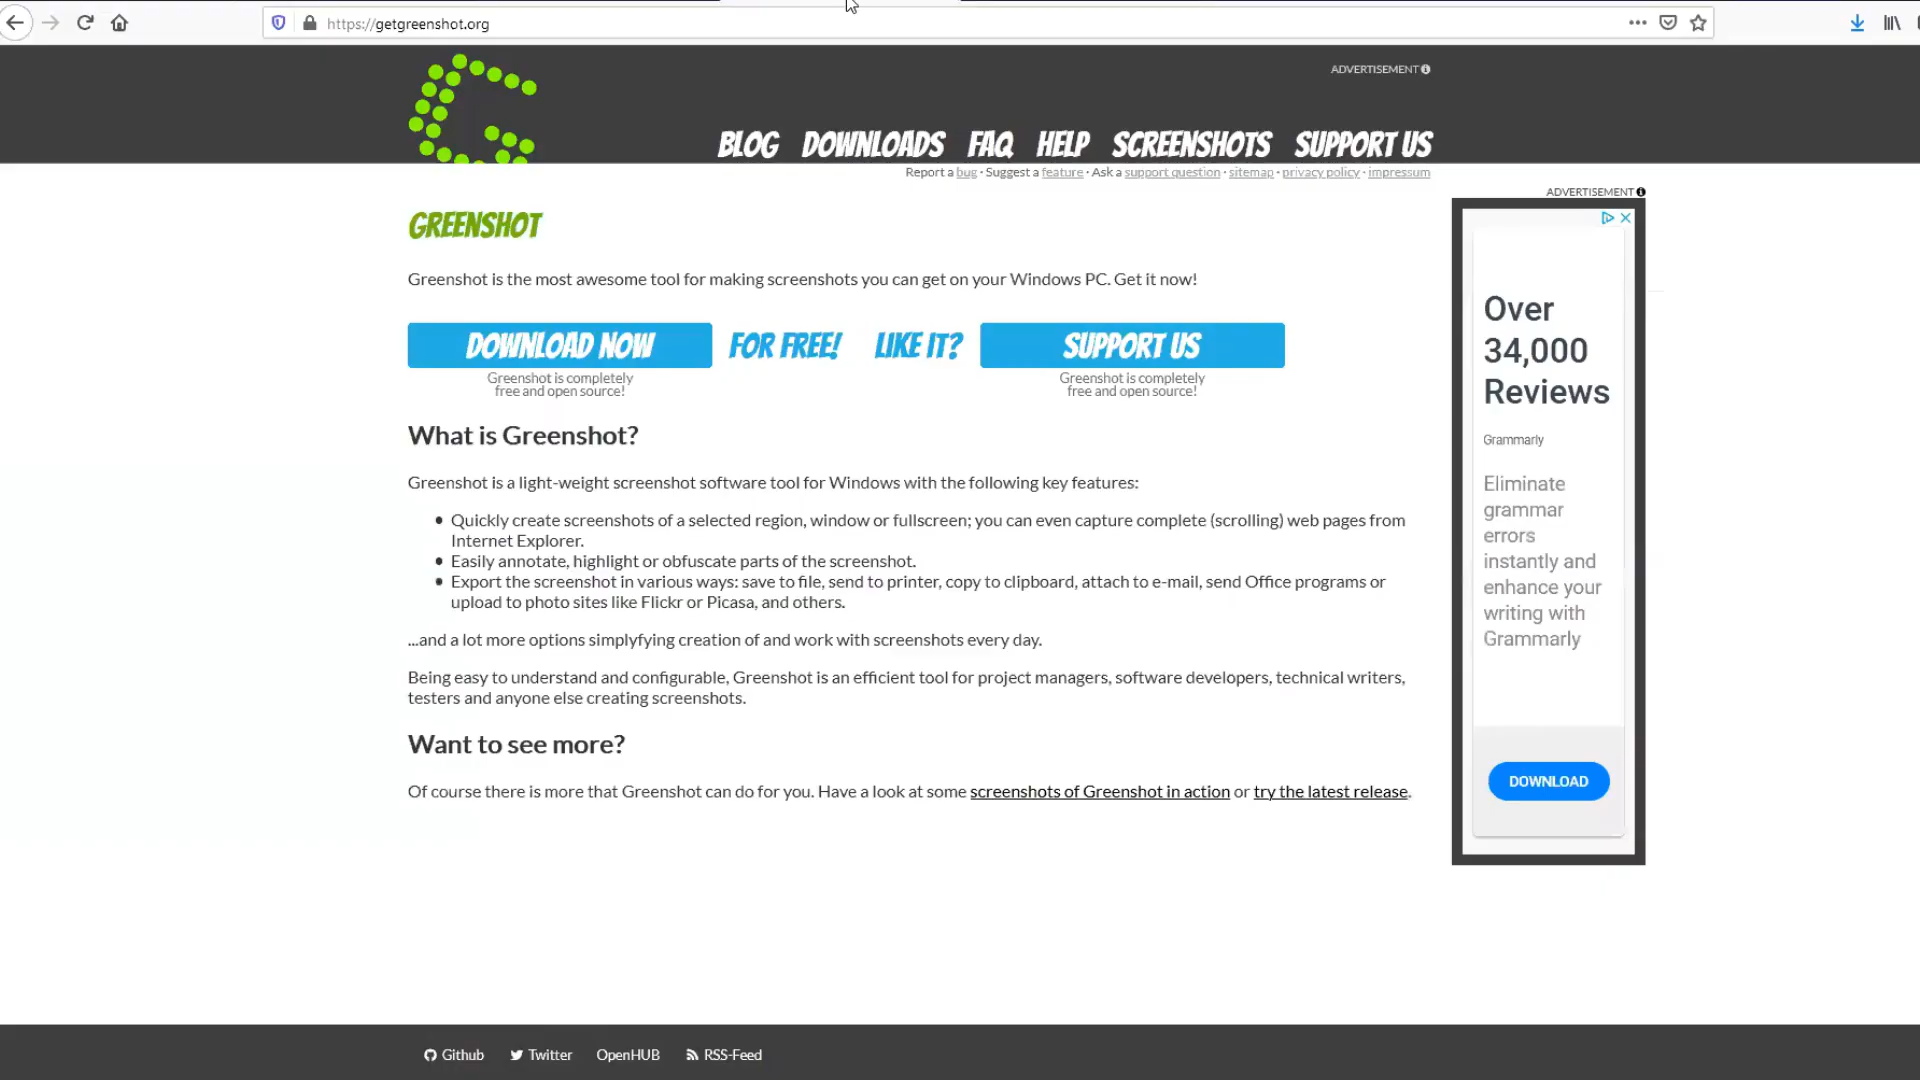 https://getgreenshot.org
ADVERTISEMENT
BLOG DOWNLOADS FAQ HELP SCREENSHOTS SUPPORT US
Report a bug · Suggest a feature · Ask a support question · sitemap · privacy policy · impressum
ADVERTISEMENT
GREENSHOT
Greenshot is the most awesome tool for making screenshots you can get on your Windows PC. Get it now!
DOWNLOAD NOW FOR FREE! LIKE IT? SUPPORT US
Greenshot is completely
free and open source!
Greenshot is completely
free and open source!
What is Greenshot?
Greenshot is a light-weight screenshot software tool for Windows with the following key features:
• Quickly create screenshots of a selected region, window or fullscreen; you can even capture complete (scrolling) web pages from
Internet Explorer.
• Easily annotate, highlight or obfuscate parts of the screenshot.
• Export the screenshot in various ways: save to file, send to printer, copy to clipboard, attach to e-mail, send Office programs or
upload to photo sites like Flickr or Picasa, and others.
...and a lot more options simplyfying creation of and work with screenshots every day.
Being easy to understand and configurable, Greenshot is an efficient tool for project managers, software developers, technical writers,
testers and anyone else creating screenshots.
Want to see more?
Of course there is more that Greenshot can do for you. Have a look at some screenshots of Greenshot in action or try the latest release.
Over
34,000
Reviews
Grammarly
Eliminate
grammar
errors
instantly and
enhance your
writing with
Grammarly
DOWNLOAD
Github Twitter OpenHUB RSS-Feed